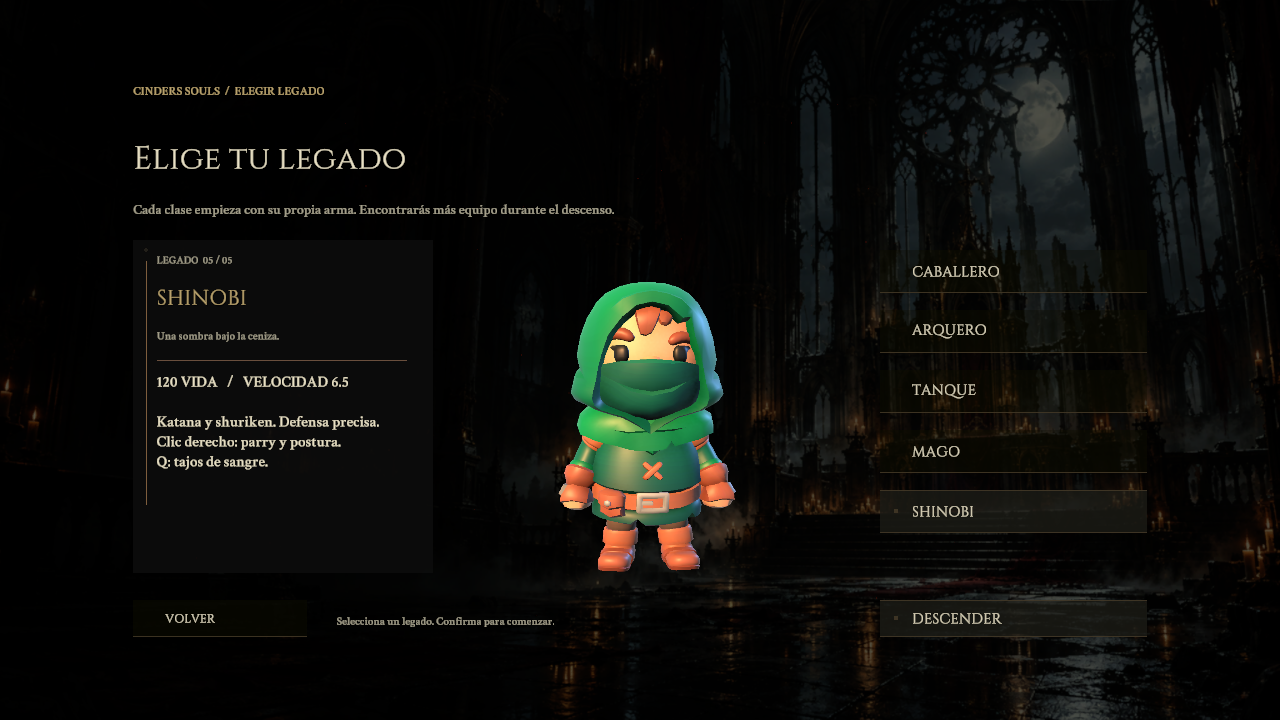 CINDERS SOULS / ELEGIR LEGADO
ELIGE TU LEGADO
Cada clase empieza con su propia arma. Encontrarás más equipo durante el descenso.
LEGADO 05 / 05
SHINOBI
Una sombra bajo la ceniza.
120 VIDA / VELOCIDAD 6.5
Katana y shuriken. Defensa precisa.
Clic derecho: parry y postura.
Q: tajos de sangre.
CABALLERO
ARQUERO
TANQUE
MAGO
SHINOBI
VOLVER
Selecciona un legado. Confirma para comenzar.
DESCENDER